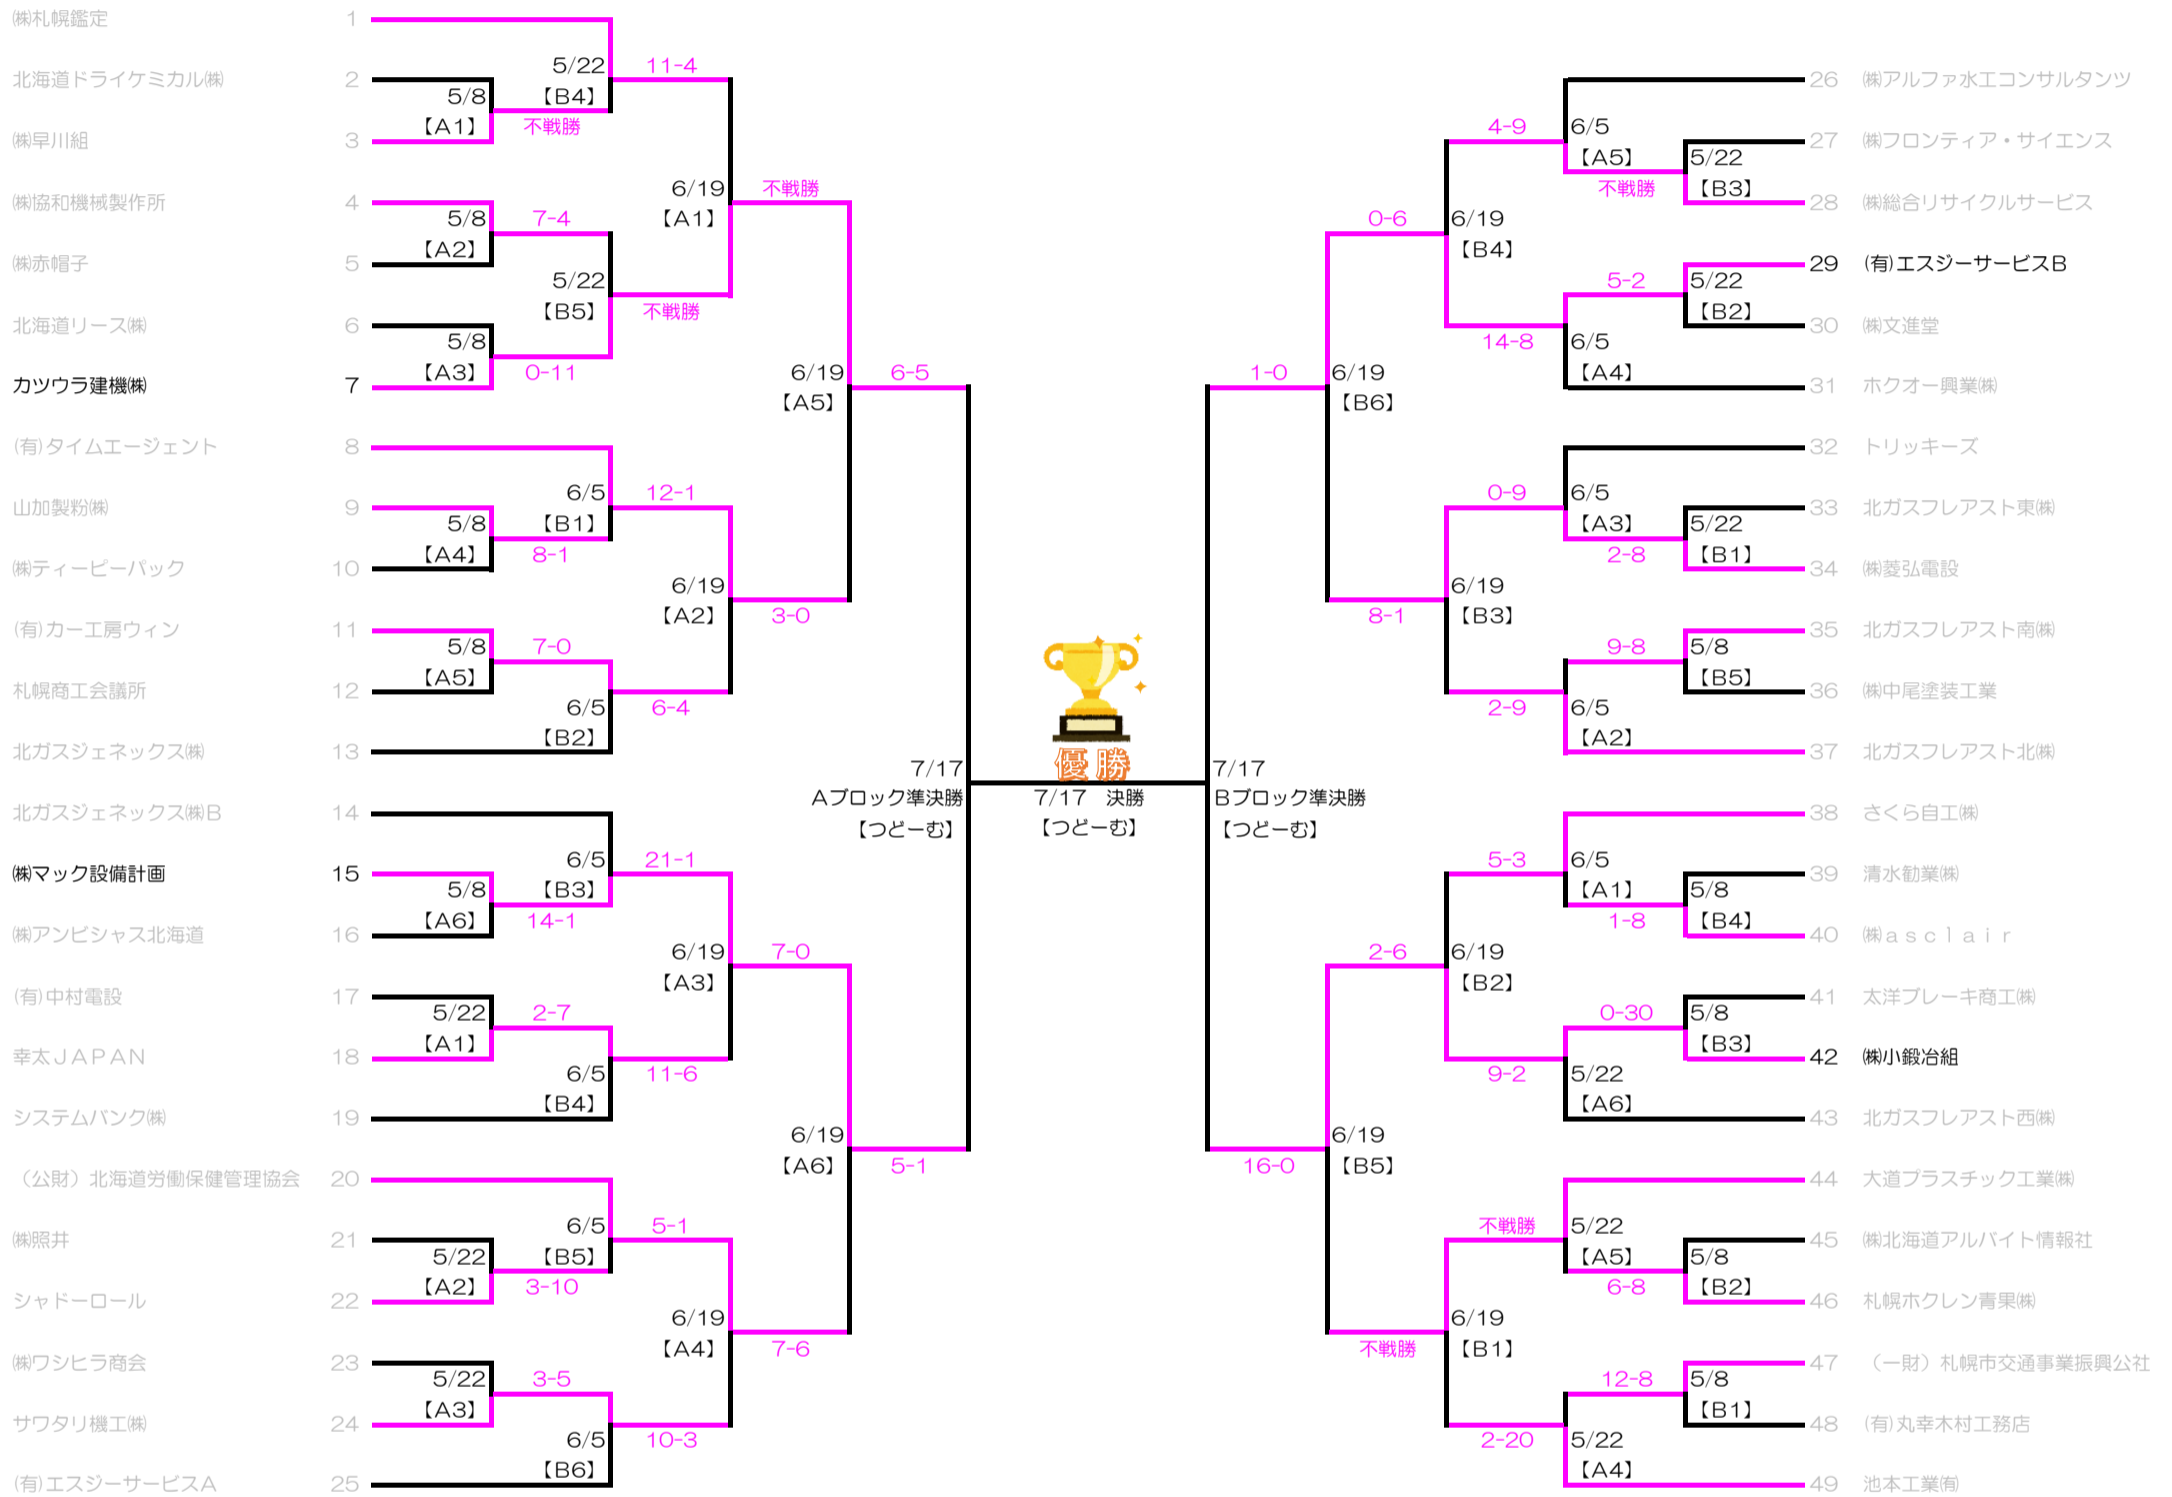 ㈱札幌鑑定 1
北海道ドライケミカル㈱ 2
㈱早川組 3
㈱協和機械製作所 4
㈱赤帽子 5
北海道リース㈱ 6
カツウラ建機㈱ 7
(有)タイムエージェント 8
山加製粉㈱ 9
㈱ティーピーパック 10
(有)カー工房ウィン 11
札幌商工会議所 12
北ガスジェネックス㈱ 13
北ガスジェネックス㈱B 14
㈱マック設備計画 15
㈱アンビシャス北海道 16
(有)中村電設 17
幸太JAPAN 18
システムバンク㈱ 19
（公財）北海道労働保健管理協会 20
㈱照井 21
シャドーロール 22
㈱ワシヒラ商会 23
サワタリ機工㈱ 24
(有)エスジーサービスA 25
5/8
【A1】
5/8
【A2】
5/8
【A3】
5/8
【A4】
5/8
【A5】
5/8
【A6】
5/22
【A1】
5/22
【A2】
5/22
【A3】
不戦勝
7-4
0-11
8-1
7-0
14-1
2-7
3-10
3-5
5/22
【B4】
5/22
【B5】
6/5
【B1】
6/5
【B2】
6/5
【B3】
6/5
【B4】
6/5
【B5】
6/5
【B6】
11-4
不戦勝
12-1
6-4
21-1
11-6
5-1
10-3
6/19
【A1】
6/19
【A2】
6/19
【A3】
6/19
【A4】
不戦勝
3-0
7-0
7-6
6/19
【A5】
6/19
【A6】
6-5
5-1
7/17
Aブロック準決勝
【つどーむ】
優勝
7/17 決勝
【つどーむ】
7/17
Bブロック準決勝
【つどーむ】
1-0
16-0
6/19
【B6】
6/19
【B5】
0-6
8-1
2-6
不戦勝
6/19
【B4】
6/19
【B3】
6/19
【B2】
6/19
【B1】
4-9
14-8
0-9
2-9
5-3
9-2
不戦勝
2-20
6/5
【A5】
6/5
【A4】
6/5
【A3】
6/5
【A2】
6/5
【A1】
5/22
【A6】
5/22
【A5】
5/22
【A4】
不戦勝
5-2
2-8
9-8
1-8
0-30
6-8
12-8
5/22
【B3】
5/22
【B2】
5/22
【B1】
5/8
【B5】
5/8
【B4】
5/8
【B3】
5/8
【B2】
5/8
【B1】
26 ㈱アルファ水工コンサルタンツ
27 ㈱フロンティア・サイエンス
28 ㈱総合リサイクルサービス
29 (有)エスジーサービスB
30 ㈱文進堂
31 ホクオー興業㈱
32 トリッキーズ
33 北ガスフレアスト東㈱
34 ㈱菱弘電設
35 北ガスフレアスト南㈱
36 ㈱中尾塗装工業
37 北ガスフレアスト北㈱
38 さくら自工㈱
39 清水勧業㈱
40 ㈱ａｓｃｌａｉｒ
41 太洋ブレーキ商工㈱
42 ㈱小鍛冶組
43 北ガスフレアスト西㈱
44 大道プラスチック工業㈱
45 ㈱北海道アルバイト情報社
46 札幌ホクレン青果㈱
47 （一財）札幌市交通事業振興公社
48 (有)丸幸木村工務店
49 池本工業㈲